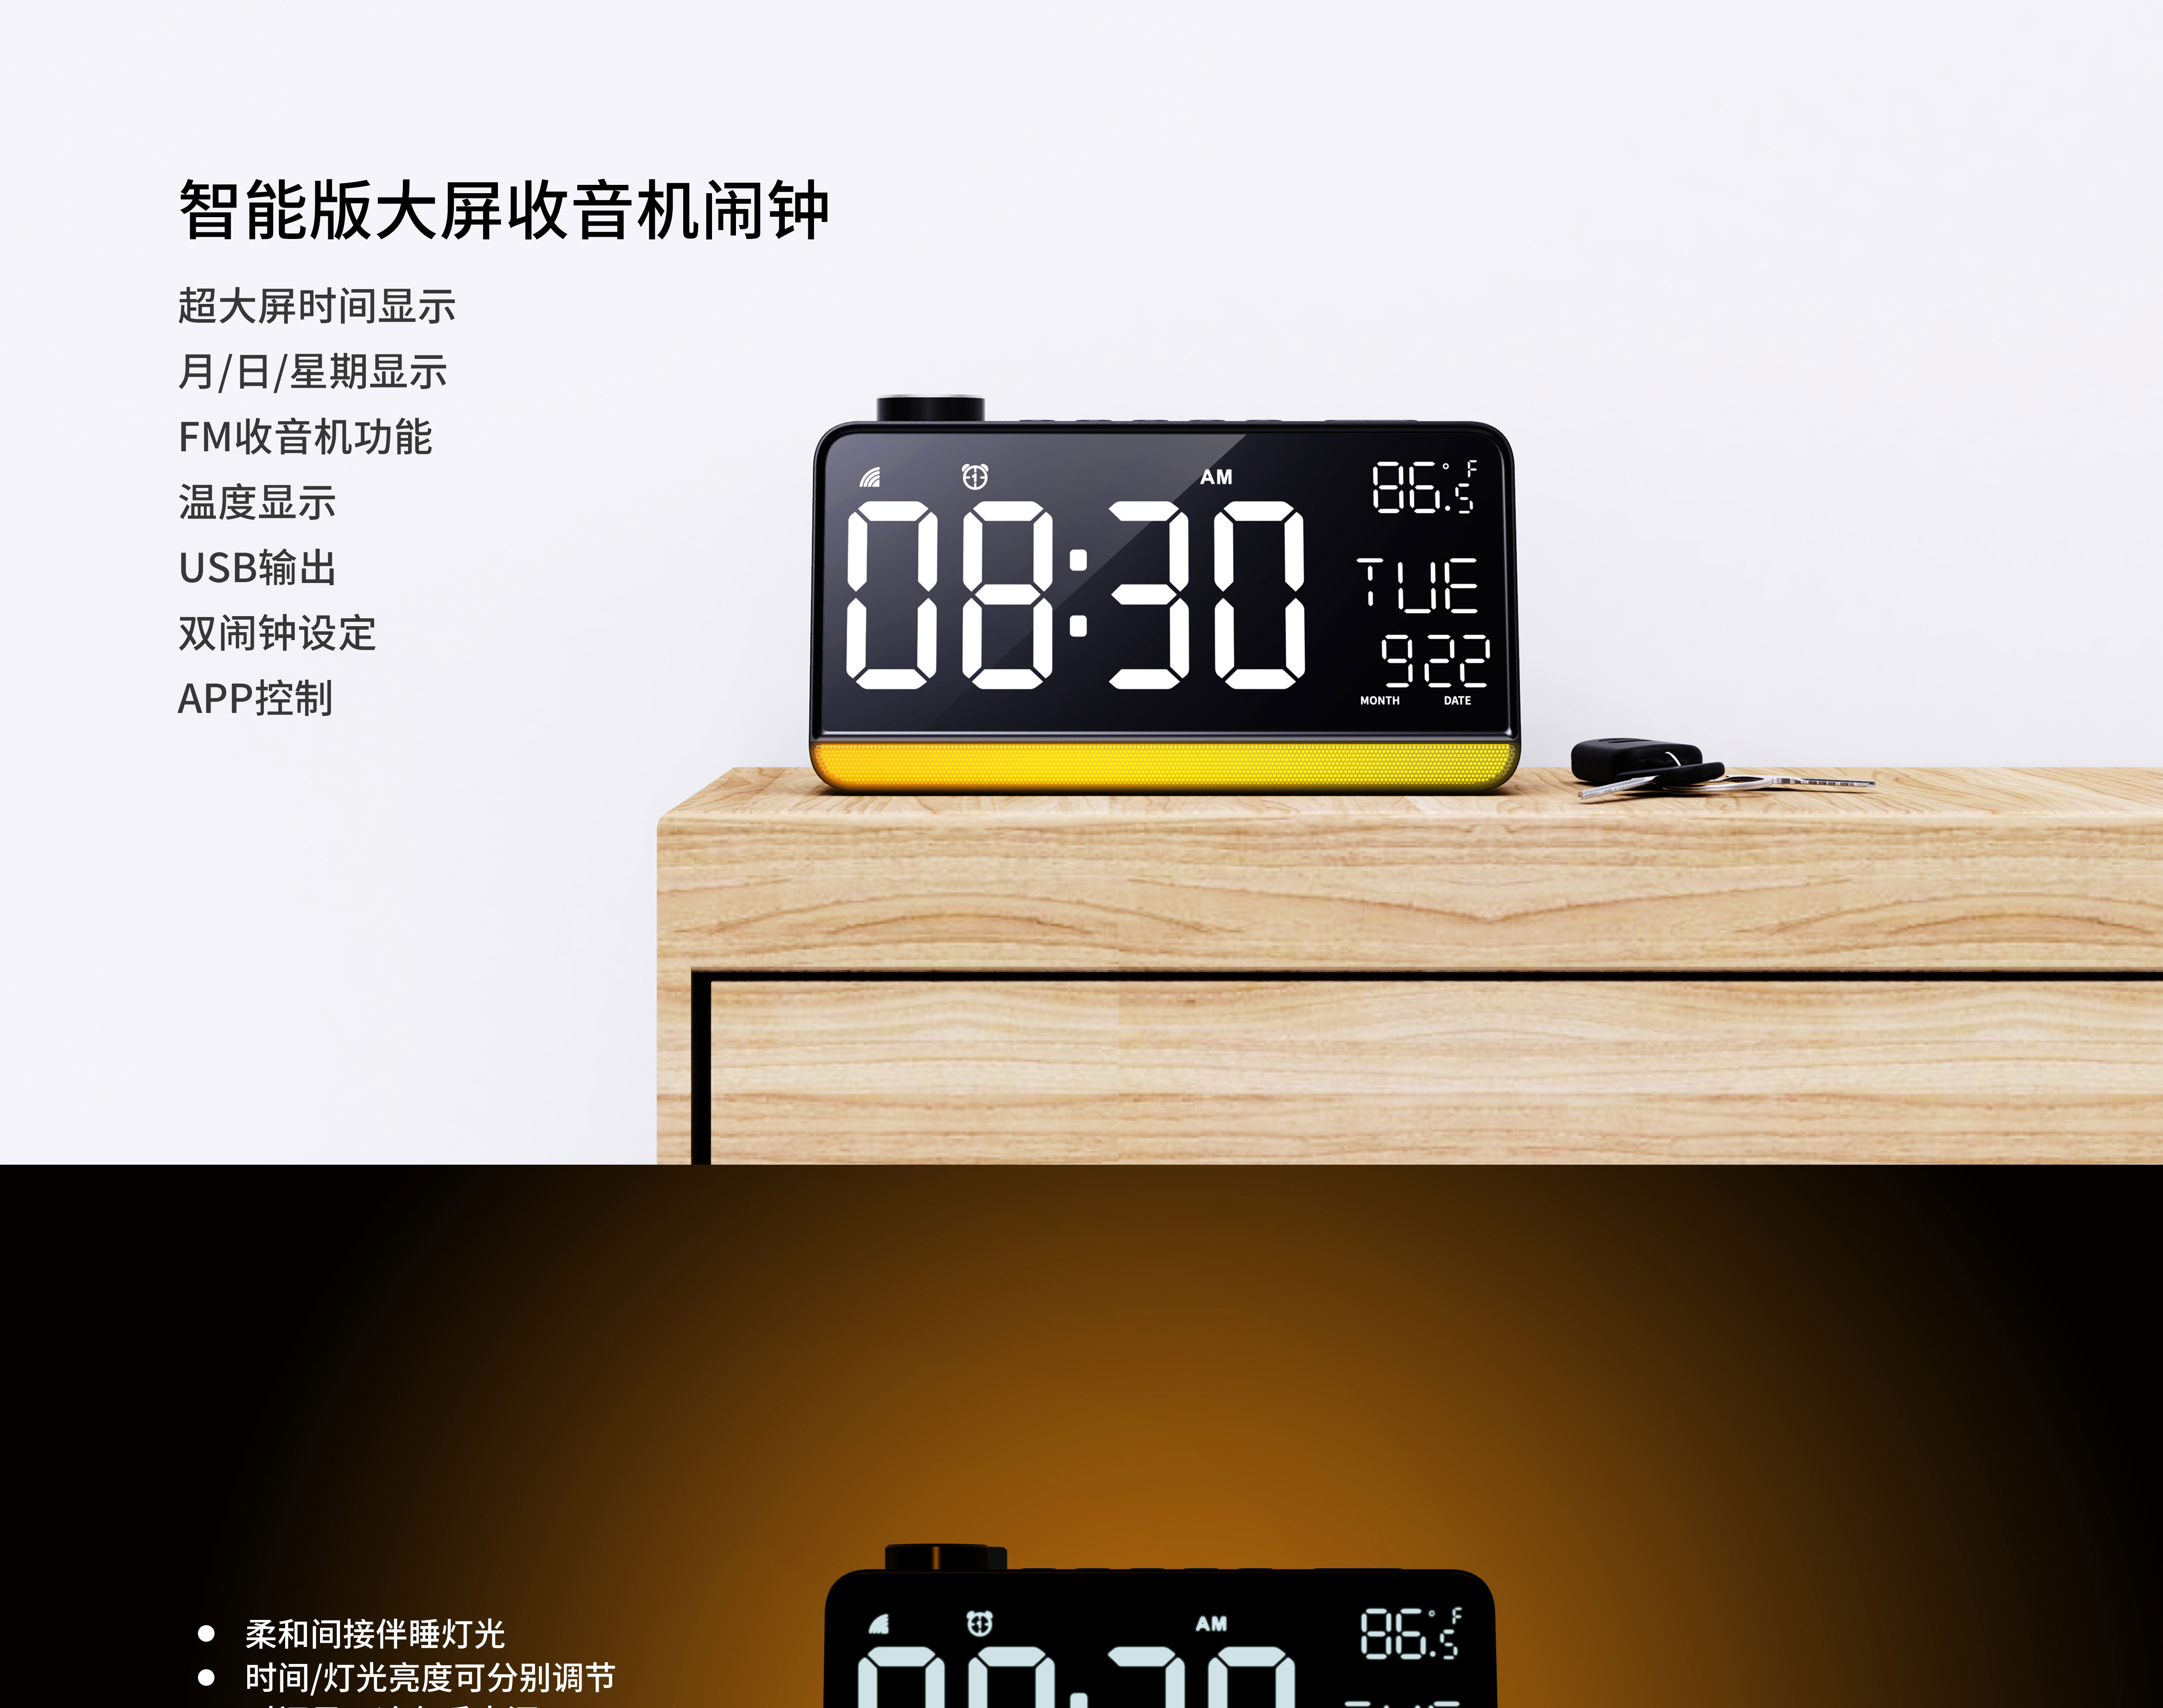 智能版大屏收音机闹钟
超大屏时间显示
月/日/星期显示
FM收音机功能
温度显示
USB输出
双闹钟设定
APP控制
AM
86.5°F
08:30
TUE
922
MONTH DATE
柔和间接伴睡灯光
时间/灯光亮度可分别调节
AM
86.5°F